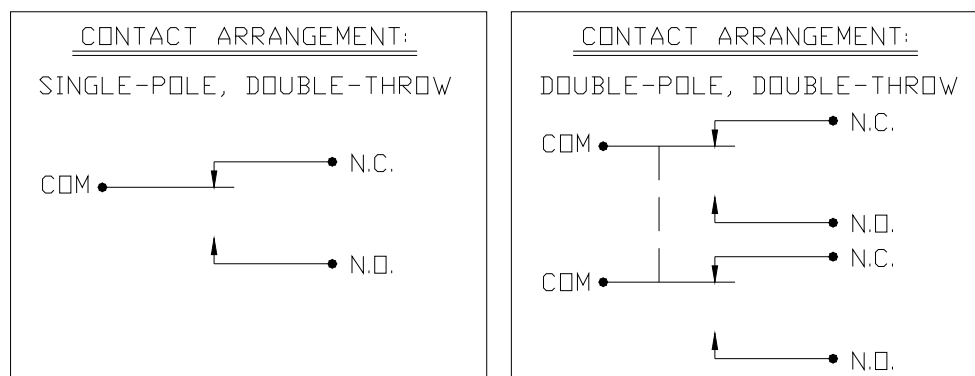 CONTACT ARRANGEMENT:
SINGLE-POLE, DOUBLE-THROW
N.C.
COM
N.O.
CONTACT ARRANGEMENT:
DOUBLE-POLE, DOUBLE-THROW
N.C.
COM
N.O.
N.C.
COM
N.O.